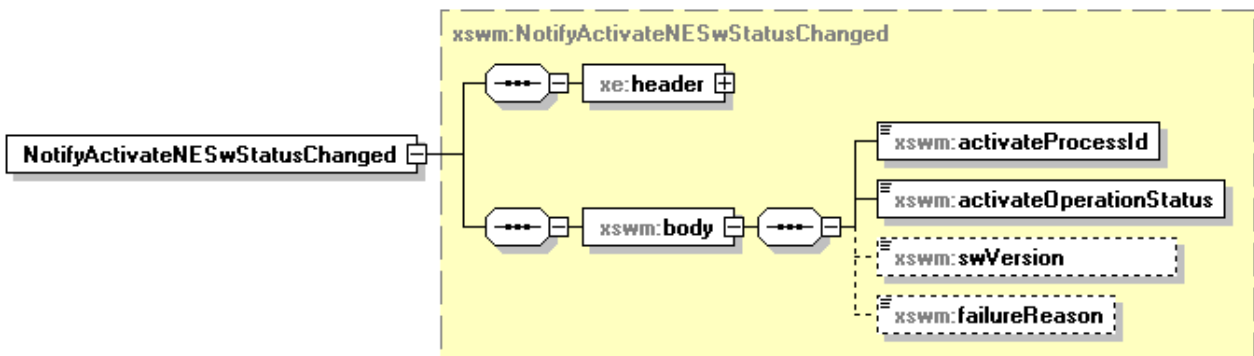 xswm:NotifyActivateNESwStatusChanged
xe:header
NotifyActivateNESwStatusChanged
xswm:activateProcessId
xswm:activateOperationStatus
xswm:body
xswm:swVersion
xswm:failureReason